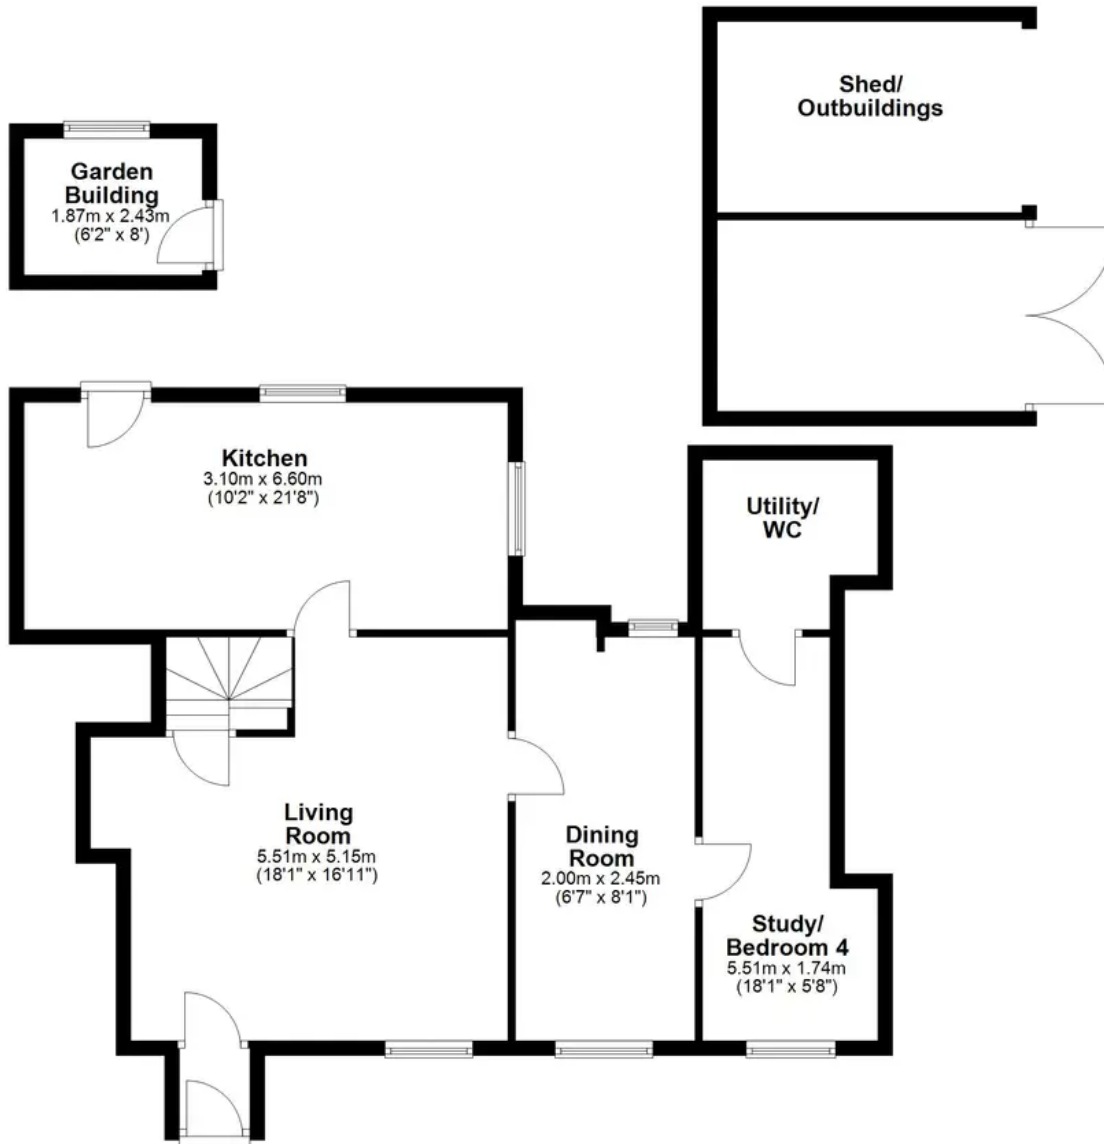 Shed/
Outbuildings
Garden
Building
1.87m x 2.43m
(6'2" x 8')
Kitchen
3.10m x 6.60m
(10'2" x 21'8")
Utility/
WC
Living
Room
5.51m x 5.15m
(18'1" x 16'11")
Dining
Room
2.00m x 2.45m
(6'7" x 8'1")
Study/
Bedroom 4
5.51m x 1.74m
(18'1" x 5'8")